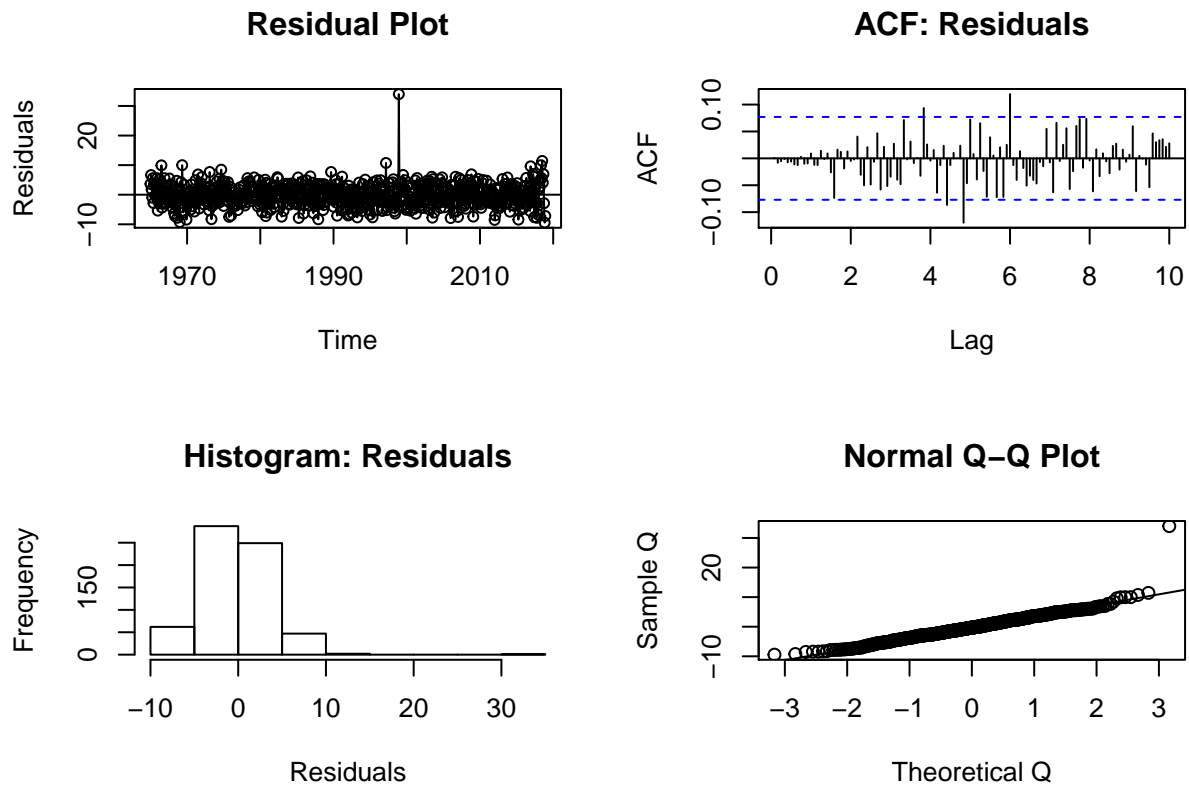 Residual Plot
Residuals
20
−10
1970 1990 2010
Time
ACF: Residuals
ACF
0.10
−0.10
0 2 4 6 8 10
Lag
Histogram: Residuals
Frequency
150
0
−10 0 10 20 30
Residuals
Normal Q−Q Plot
Sample Q
20
−10
−3 −2 −1 0 1 2 3
Theoretical Q